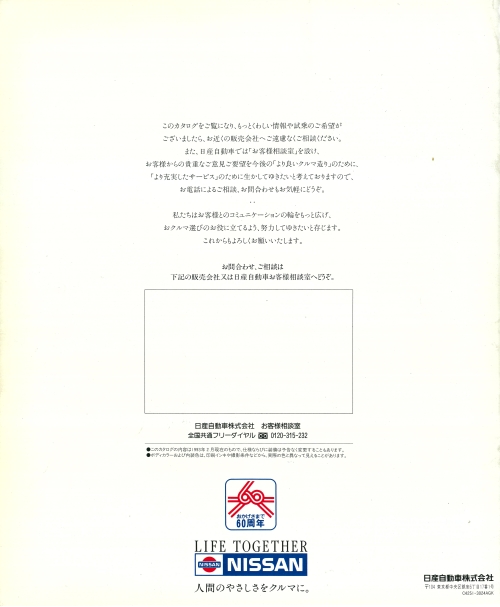 このカタログをご覧になり、もっとくわしい情報や試乗のご希望が
ございましたら、お近くの販売会社へご遠慮なくご相談ください。
また、日産自動車では「お客様相談室」を設け、
お客様からの貴重なご意見ご要望を今後の「より良いクルマ造り」のために、
「より充実したサービス」のために生かしてゆきたいと考えておりますので、
お電話によるご相談、お問合わせもお気軽にどうぞ。
私たちはお客様とのコミュニケーションの輪をもっと広げ、
おクルマ選びのお役に立てるよう、努力してゆきたいと存じます。
これからもよろしくお願いいたします。
お問合わせ、ご相談は
下記の販売会社又は日産自動車お客様相談室へどうぞ。
日産自動車株式会社 お客様相談室
全国共通フリーダイヤル 0120-315-232
●このカタログの内容は1993年2月現在のもので、仕様ならびに装備は予告なく変更することもあります。
●ボディカラーおよび内装色は、印刷インキや撮影条件などから、実際の色と異なって見えることがあります。
60
おかげさまで
60周年
LIFE TOGETHER
NISSAN NISSAN
人間のやさしさをクルマに。
日産自動車株式会社
〒104 東京都中央区銀座6丁目17番1号